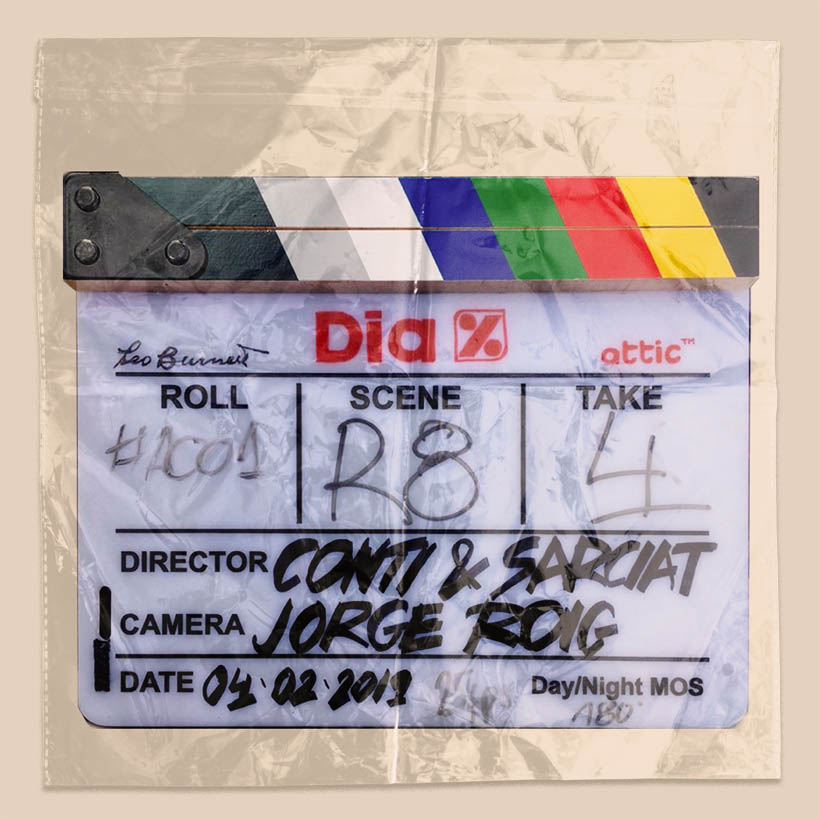 Leo Burnett Dia % attic™
ROLL SCENE TAKE
#A001 R8 4
DIRECTOR CONTI & SARCIAT
CAMERA JORGE ROIG
DATE 04·02·2019 Day/Night MOS
180°